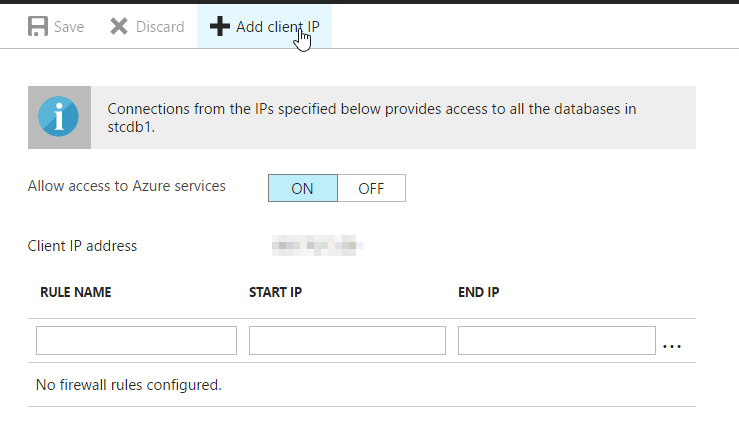 Save Discard Add client IP
Connections from the IPs specified below provides access to all the databases in
stcdb1.
Allow access to Azure services ON OFF
Client IP address
RULE NAME START IP END IP
...
No firewall rules configured.